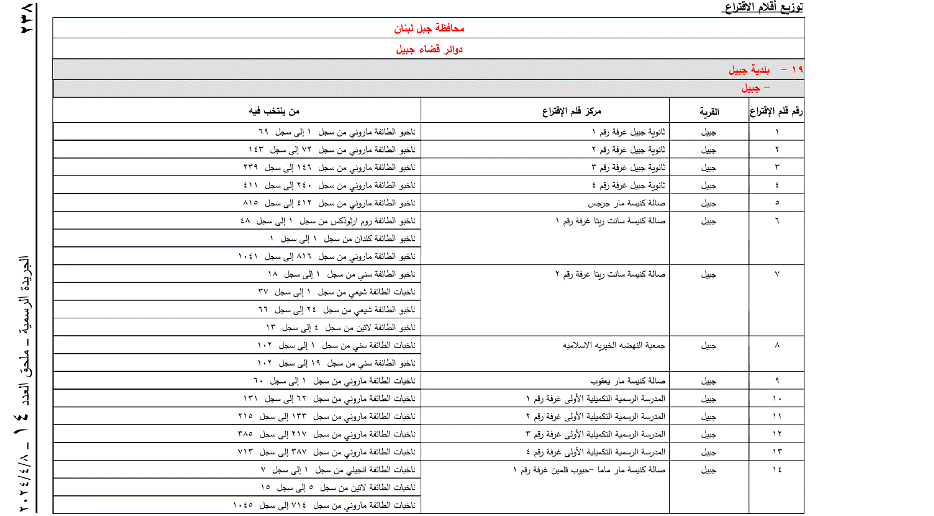 توزيع أقلام الاقتراع
٢٣٨
الجريدة الرسمية – ملحق العدد ١٤ – ٢٠٢٤/٤/٨
محافظة جبل لبنان
دوائر قضاء جبيل
١٩ - بلدية جبيل
- جبيل
رقم قلم الإقتراع القرية مركز قلم الإقتراع من ينتخب فيه
١ جبيل ثانوية جبيل غرفة رقم ١ ناخبو الطائفة ماروني من سجل ١ إلى سجل ٦٩
٢ جبيل ثانوية جبيل غرفة رقم ٢ ناخبو الطائفة ماروني من سجل ٧٢ إلى سجل ١٤٣
٣ جبيل ثانوية جبيل غرفة رقم ٣ ناخبو الطائفة ماروني من سجل ١٤٦ إلى سجل ٢٣٩
٤ جبيل ثانوية جبيل غرفة رقم ٤ ناخبو الطائفة ماروني من سجل ٢٤٠ إلى سجل ٤١١
٥ جبيل صالة كنيسة مار جرجس ناخبو الطائفة ماروني من سجل ٤١٢ إلى سجل ٨١٥
٦ جبيل صالة كنيسة سانت ريتا غرفة رقم ١ ناخبو الطائفة روم ارثوذكس من سجل ١ إلى سجل ٤٨
ناخبو الطائفة كلدان من سجل ١ إلى سجل ١
ناخبو الطائفة ماروني من سجل ٨١٦ إلى سجل ١٠٤١
٧ جبيل صالة كنيسة سانت ريتا غرفة رقم ٢ ناخبو الطائفة سني من سجل ١ إلى سجل ١٨
ناخبات الطائفة شيعي من سجل ١ إلى سجل ٣٧
ناخبو الطائفة شيعي من سجل ٢٤ إلى سجل ٦٦
ناخبو الطائفة لاتين من سجل ٤ إلى سجل ١٣
٨ جبيل جمعية النهضه الخيريه الاسلاميه ناخبات الطائفة سني من سجل ١ إلى سجل ١٠٢
ناخبو الطائفة سني من سجل ١٩ إلى سجل ١٠٢
٩ جبيل صالة كنيسة مار يعقوب ناخبات الطائفة ماروني من سجل ١ إلى سجل ٦٠
١٠ جبيل المدرسة الرسمية التكميلية الأولى غرفة رقم ١ ناخبات الطائفة ماروني من سجل ٦٢ إلى سجل ١٣١
١١ جبيل المدرسة الرسمية التكميلية الأولى غرفة رقم ٢ ناخبات الطائفة ماروني من سجل ١٣٣ إلى سجل ٢١٥
١٢ جبيل المدرسة الرسمية التكميلية الأولى غرفة رقم ٣ ناخبات الطائفة ماروني من سجل ٢١٧ إلى سجل ٣٨٥
١٣ جبيل المدرسة الرسمية التكميلية الأولى غرفة رقم ٤ ناخبات الطائفة ماروني من سجل ٣٨٧ إلى سجل ٧١٣
١٤ جبيل صالة كنيسة مار ماما -حبوب قلمين غرفة رقم ١ ناخبات الطائفة انجيلي من سجل ١ إلى سجل ٧
ناخبات الطائفة لاتين من سجل ٥ إلى سجل ١٥
ناخبات الطائفة ماروني من سجل ٧١٤ إلى سجل ١٠٤٥